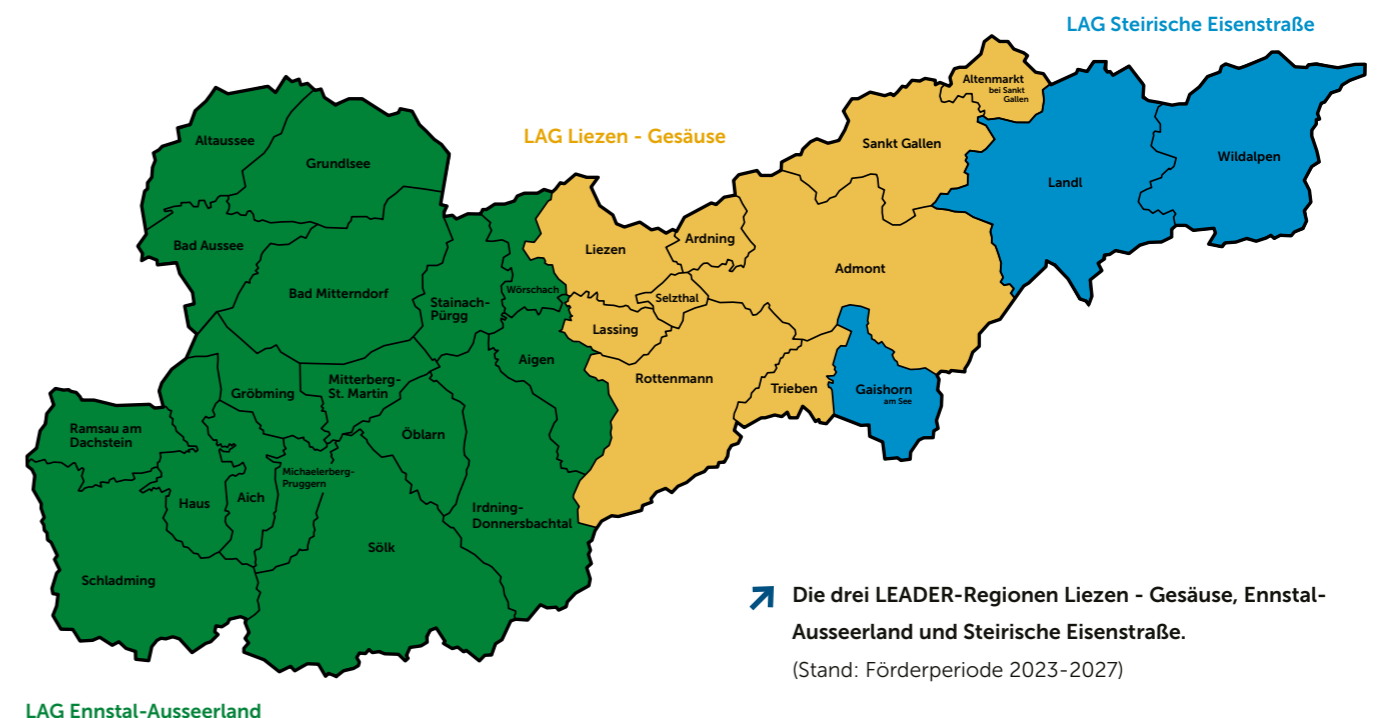 LAG Steirische Eisenstraße
Altenmarkt
bei Sankt
Gallen
LAG Liezen - Gesäuse
Altaussee
Sankt Gallen
Grundlsee
Wildalpen
Landl
Bad Aussee
Liezen
Ardning
Admont
Bad Mitterndorf
Wörschach
Stainach-
Pürgg
Selzthal
Lassing
Aigen
Rottenmann
Mitterberg-
St. Martin
Gröbming
Trieben
Gaishorn
am See
Ramsau am
Dachstein
Öblarn
Michaelerberg-
Pruggern
Haus
Aich
Irdning-
Donnersbachtal
Sölk
Schladming
Die drei LEADER-Regionen Liezen - Gesäuse, Ennstal-
Ausseerland und Steirische Eisenstraße.
(Stand: Förderperiode 2023-2027)
LAG Ennstal-Ausseerland